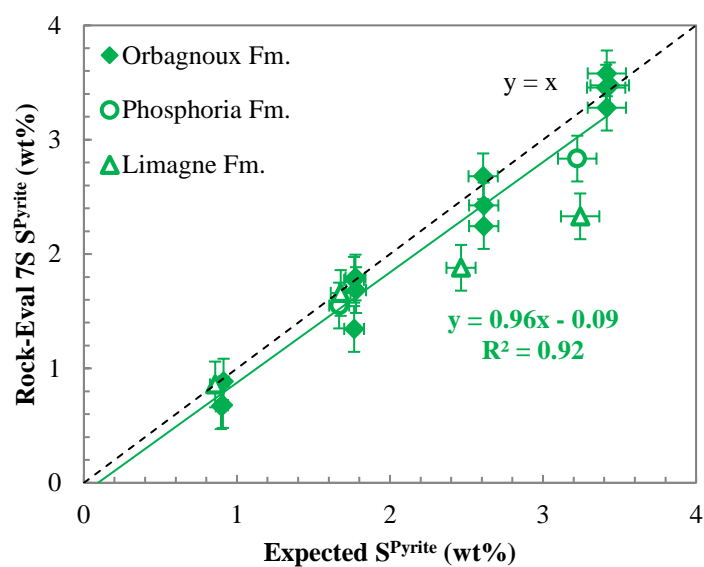 4
3
2
1
0
Rock-Eval 7S S^Pyrite (wt%)
Orbagnoux Fm.
Phosphoria Fm.
Limagne Fm.
y = x
y = 0.96x - 0.09
R² = 0.92
0 1 2 3 4
Expected S^Pyrite (wt%)